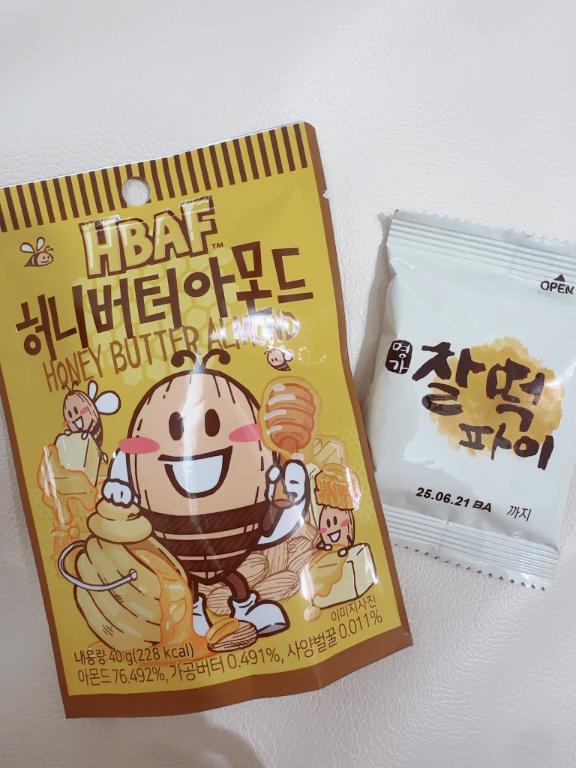 HBAF™
허니버터아몬드
HONEY BUTTER ALMOND
이미지사진
내용량 40 g(228 kcal)
아몬드 76.492%, 가공버터 0.491%, 사양벌꿀 0.011%
OPEN
명가
찰떡
파이
25.06.21 BA 까지